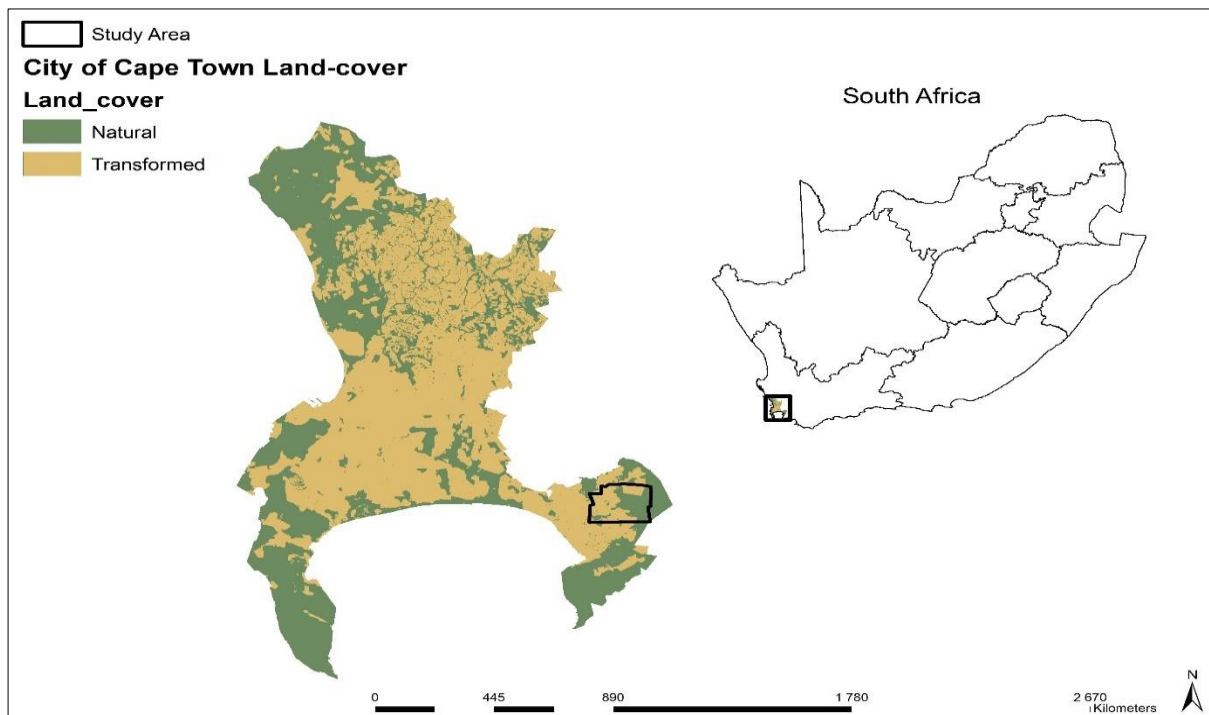 Study Area
City of Cape Town Land-cover
Land_cover
Natural
Transformed
South Africa
0 445 890 1 780 2 670
Kilometers
N